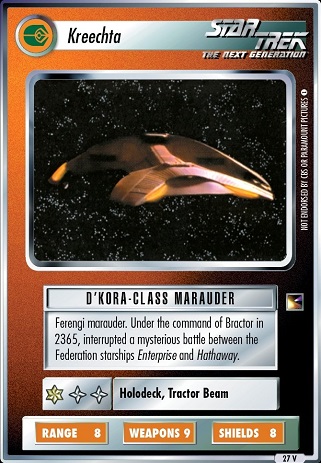 Kreechta
STAR TREK
THE NEXT GENERATION
NOT ENDORSED BY CBS OR PARAMOUNT PICTURES
D'KORA-CLASS MARAUDER
Ferengi marauder. Under the command of Bractor in
2365, interrupted a mysterious battle between the
Federation starships Enterprise and Hathaway.
Holodeck, Tractor Beam
RANGE 8 WEAPONS 9 SHIELDS 8
27 V